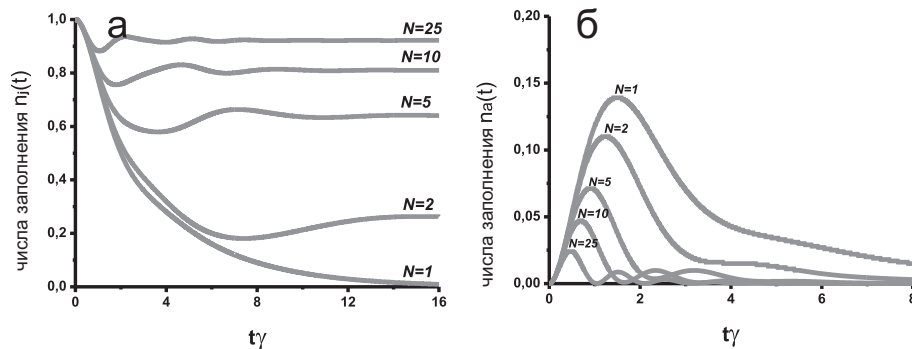 а
числа заполнения nj(t)
1,0
0,8
0,6
0,4
0,2
0,0
N=25
N=10
N=5
N=2
N=1
0
4
8
12
16
tγ
б
числа заполнения na(t)
0,20
0,15
0,10
0,05
0,00
N=1
N=2
N=5
N=10
N=25
0
2
4
6
8
tγ